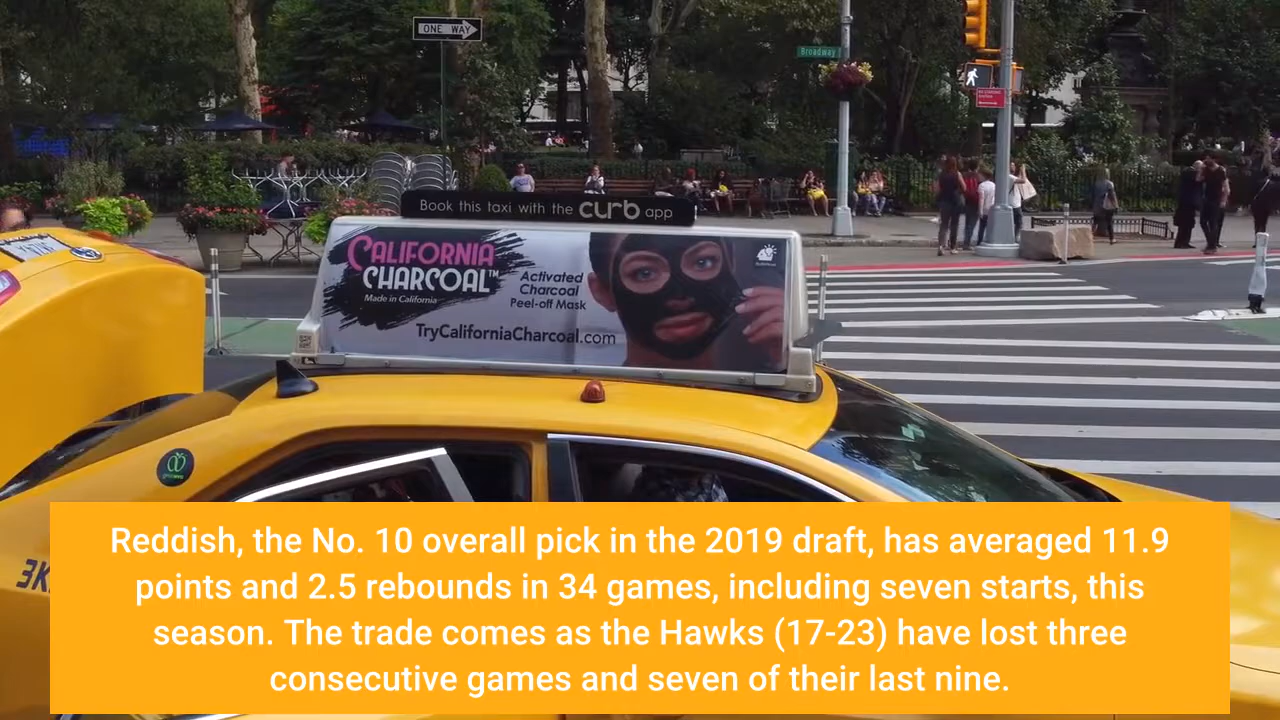 ONE WAY
Broadway
Book this taxi with the curb app
CALIFORNIA
CHARCOAL™
Made in California
Activated
Charcoal
Peel-off Mask
TryCaliforniaCharcoal.com
3K
Reddish, the No. 10 overall pick in the 2019 draft, has averaged 11.9
points and 2.5 rebounds in 34 games, including seven starts, this
season. The trade comes as the Hawks (17-23) have lost three
consecutive games and seven of their last nine.